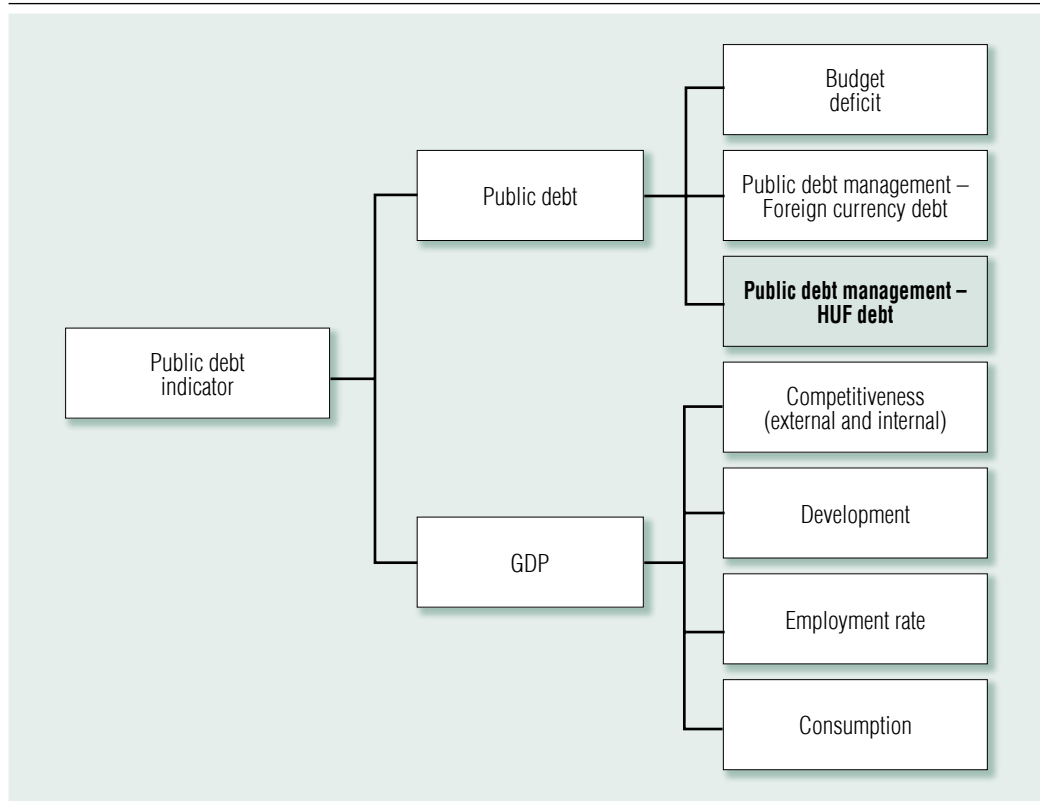 Budget
deficit
Public debt
Public debt management –
Foreign currency debt
Public debt management –
HUF debt
Public debt
indicator
Competitiveness
(external and internal)
Development
GDP
Employment rate
Consumption